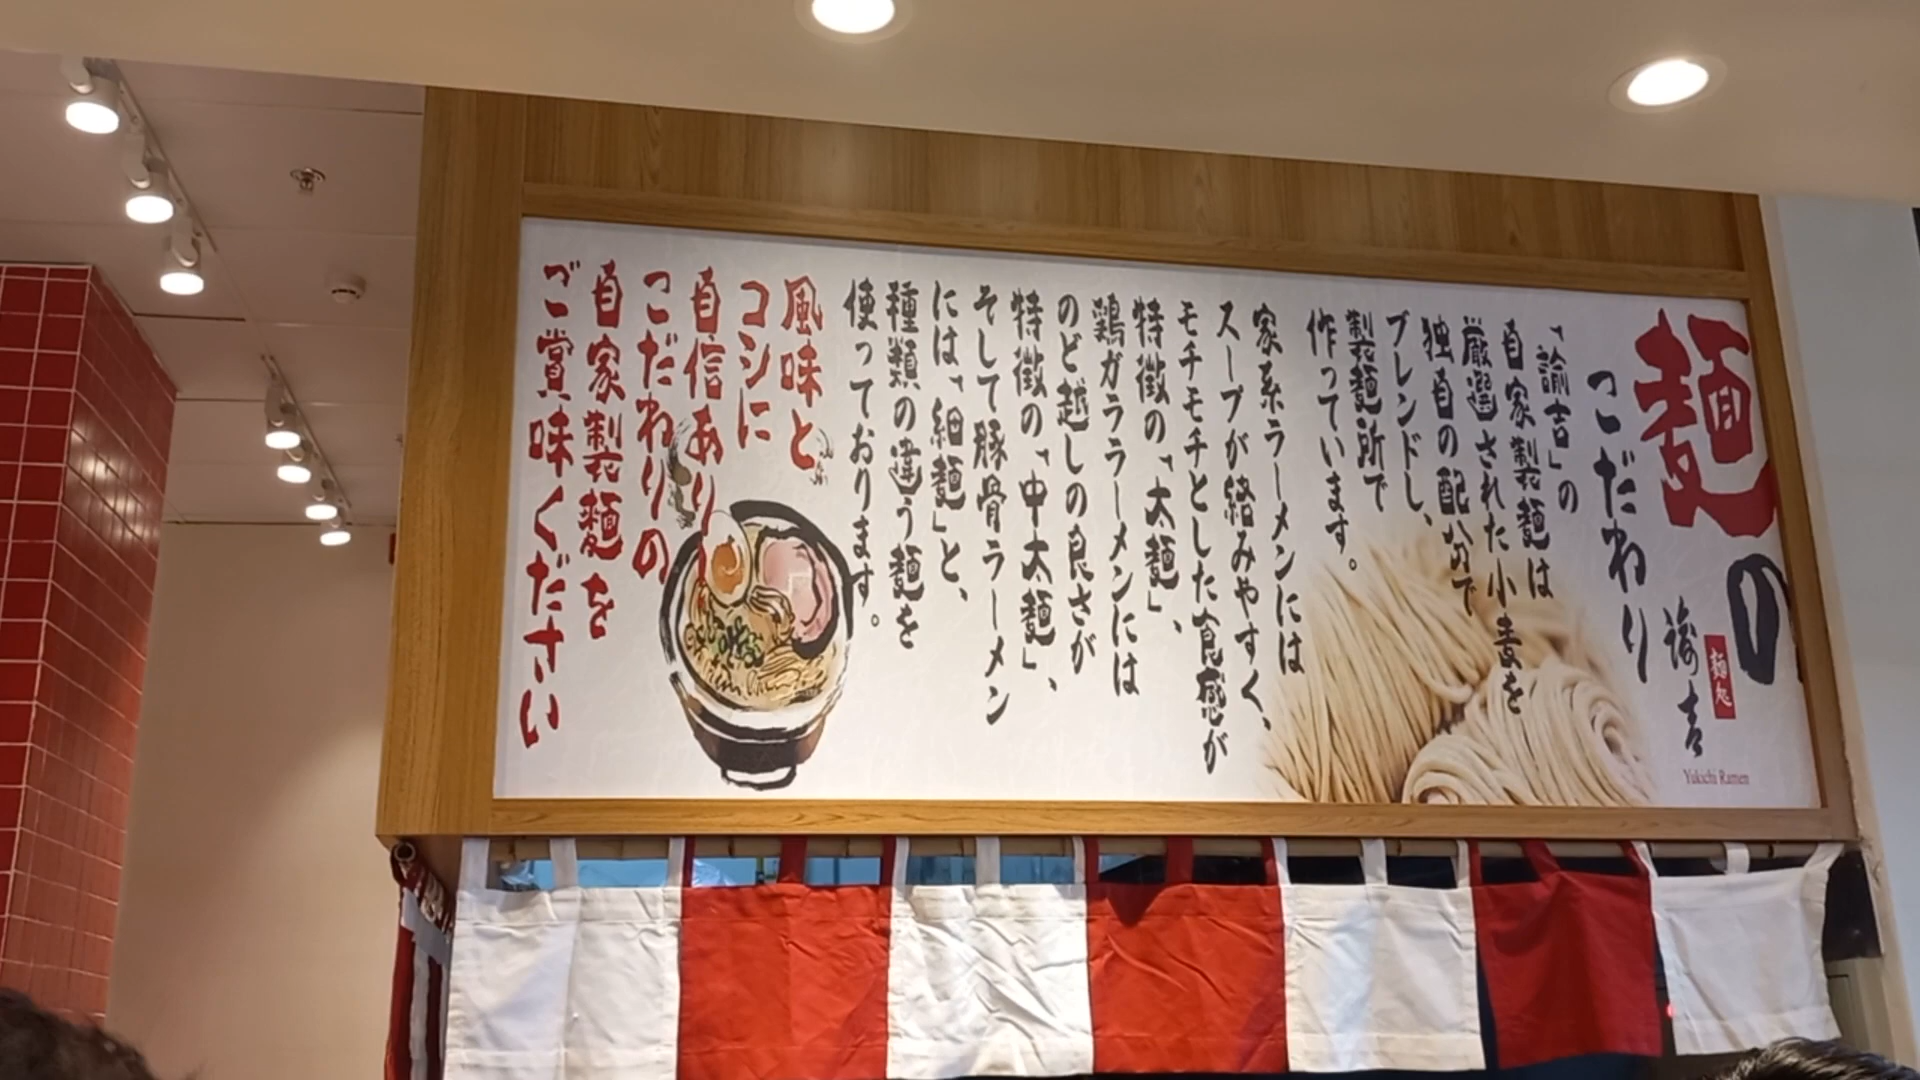 麺の
こだわり
麺処
諭吉
Yukichi Ramen
「諭吉」の
自家製麺は
厳選された小麦を
独自の配分で
ブレンドし、
製麺所で
作っています。
家系ラーメンには
スープが絡みやすく、
モチモチとした食感が
特徴の「太麺」、
鶏ガララーメンには
のど越しの良さが
特徴の「中太麺」、
そして豚骨ラーメン
には「細麺」と、
種類の違う麺を
使っております。
風味と
コシに
自信あり!
こだわりの
自家製麺を
ご賞味ください